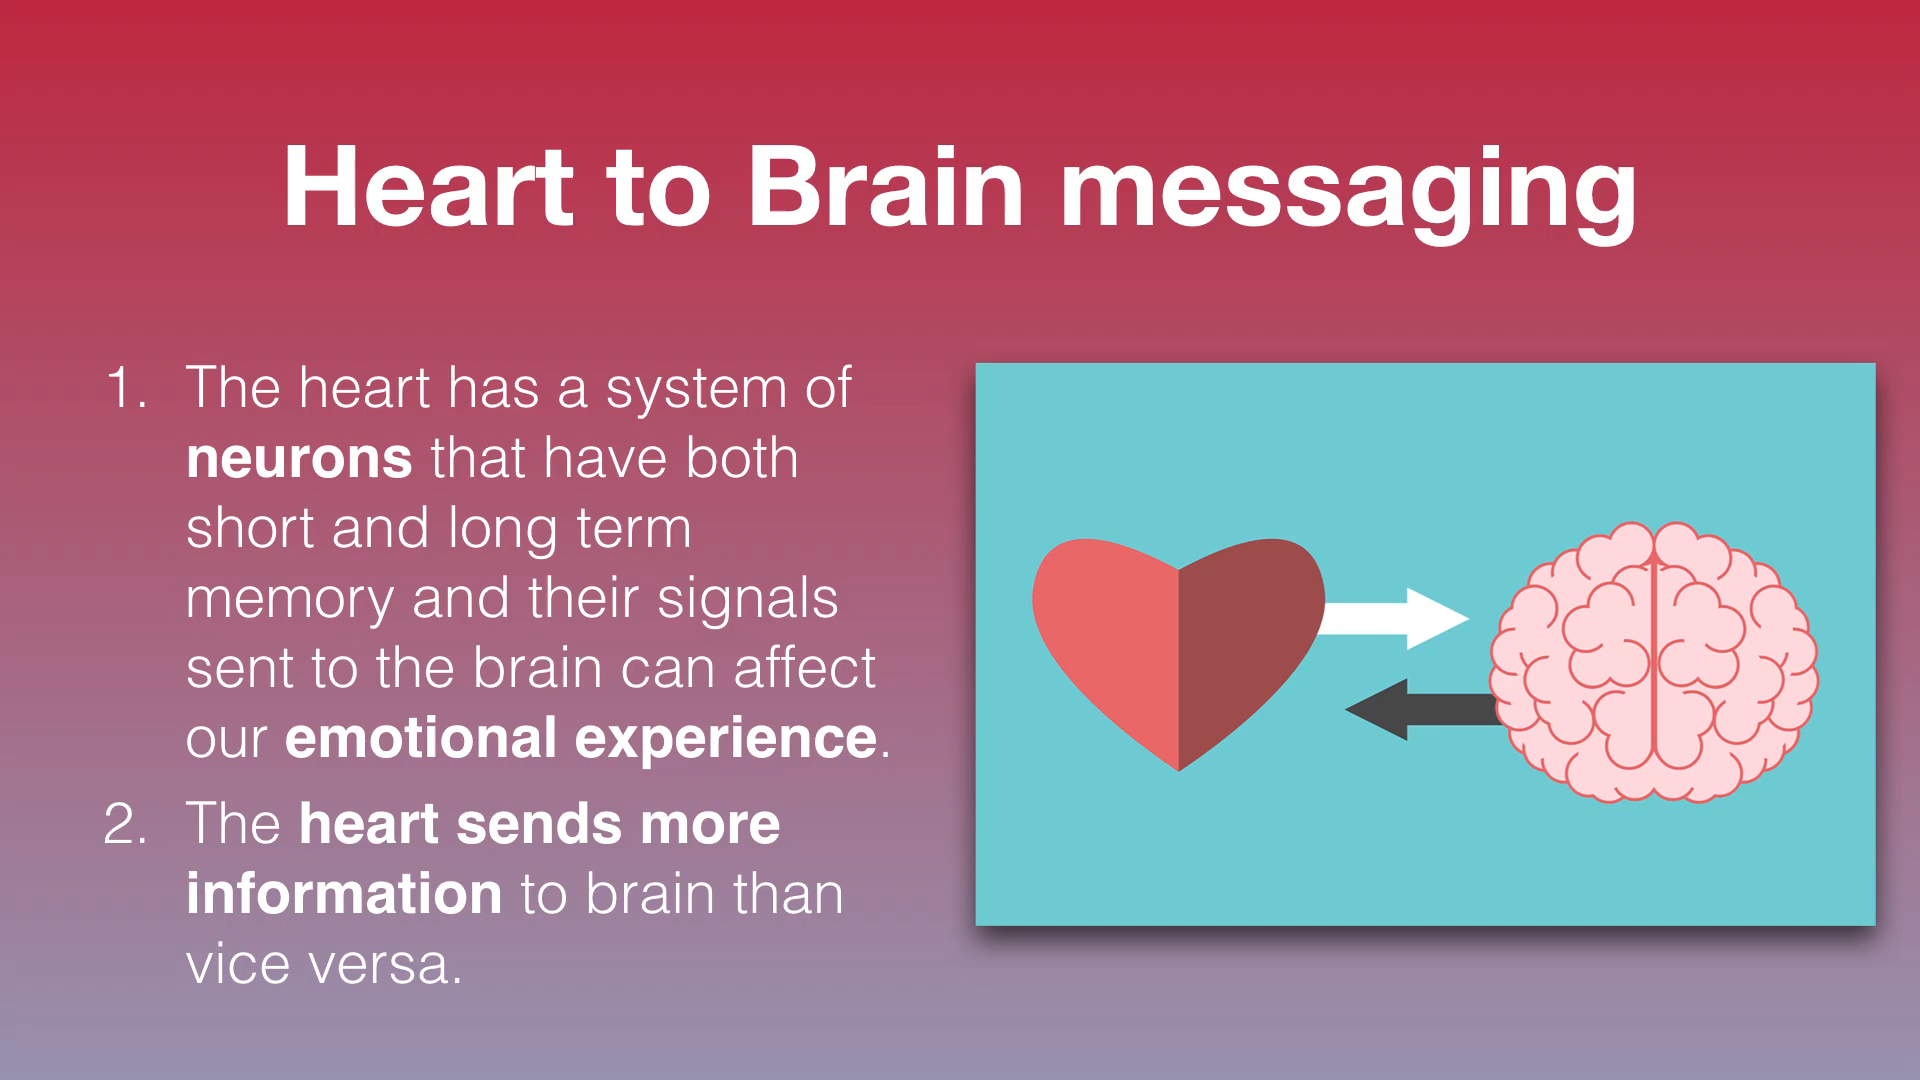 Heart to Brain messaging
1. The heart has a system of
neurons that have both
short and long term
memory and their signals
sent to the brain can affect
our emotional experience.
2. The heart sends more
information to brain than
vice versa.